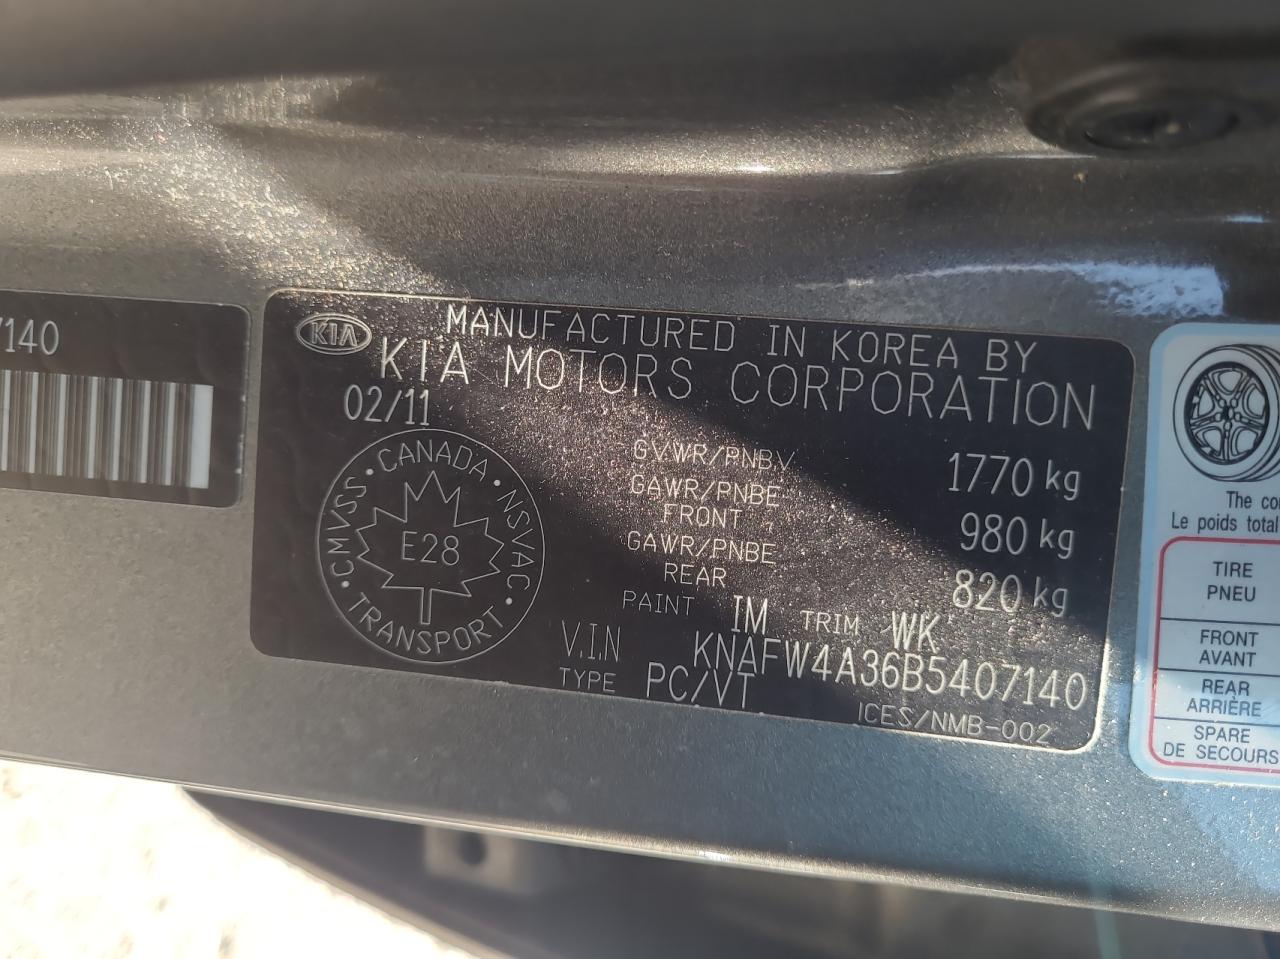 7140
KIA
MANUFACTURED IN KOREA BY
KIA MOTORS CORPORATION
02/11
CMVSS • CANADA • NSVAC • TRANSPORT •
E28
GVWR/PNBV 1770 kg
GAWR/PNBE FRONT 980 kg
GAWR/PNBE REAR 820 kg
PAINT IM TRIM WK
V.I.N KNAFW4A36B5407140
TYPE PC/VT
ICES/NMB-002
The
Le poids total
TIRE
PNEU
FRONT
AVANT
REAR
ARRIÈRE
SPARE
DE SECOURS